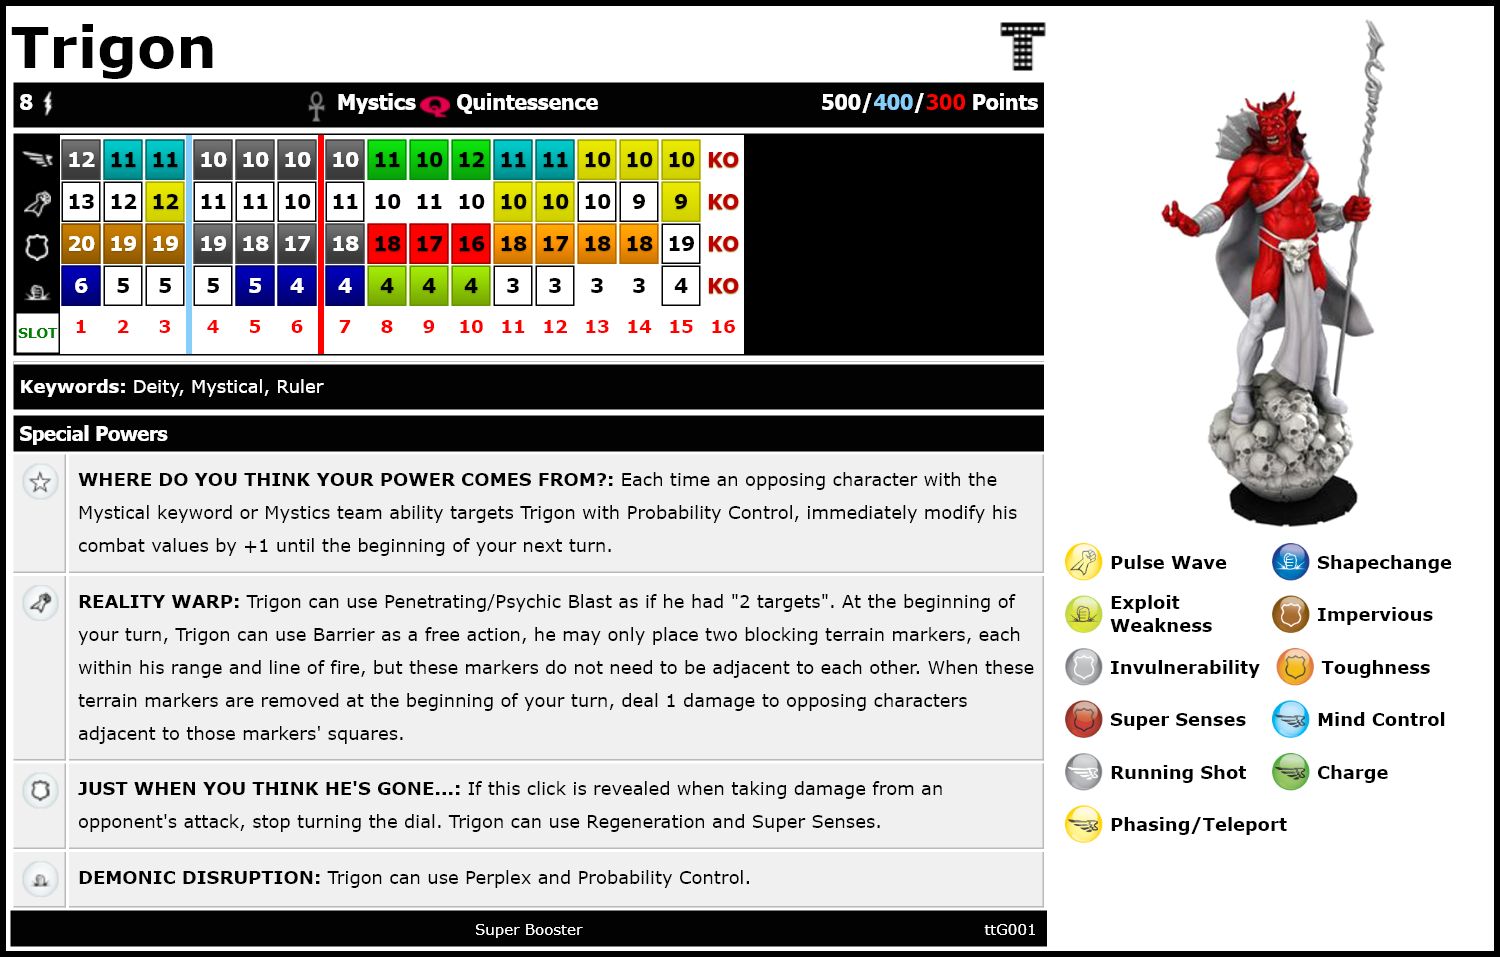 Trigon
T
8 Mystics Quintessence 500/400/300 Points
12 11 11 10 10 10 10 11 10 12 11 11 10 10 10 KO
13 12 12 11 11 10 11 10 11 10 10 10 10 9 9 KO
20 19 19 19 18 17 18 18 17 16 18 17 18 18 19 KO
6 5 5 5 5 4 4 4 4 4 3 3 3 3 4 KO
SLOT 1 2 3 4 5 6 7 8 9 10 11 12 13 14 15 16
Keywords: Deity, Mystical, Ruler
Special Powers
WHERE DO YOU THINK YOUR POWER COMES FROM?: Each time an opposing character with the
Mystical keyword or Mystics team ability targets Trigon with Probability Control, immediately modify his
combat values by +1 until the beginning of your next turn.
REALITY WARP: Trigon can use Penetrating/Psychic Blast as if he had "2 targets". At the beginning of
your turn, Trigon can use Barrier as a free action, he may only place two blocking terrain markers, each
within his range and line of fire, but these markers do not need to be adjacent to each other. When these
terrain markers are removed at the beginning of your turn, deal 1 damage to opposing characters
adjacent to those markers' squares.
JUST WHEN YOU THINK HE'S GONE...: If this click is revealed when taking damage from an
opponent's attack, stop turning the dial. Trigon can use Regeneration and Super Senses.
DEMONIC DISRUPTION: Trigon can use Perplex and Probability Control.
Super Booster ttG001
Pulse Wave Shapechange
Exploit
Weakness Impervious
Invulnerability Toughness
Super Senses Mind Control
Running Shot Charge
Phasing/Teleport